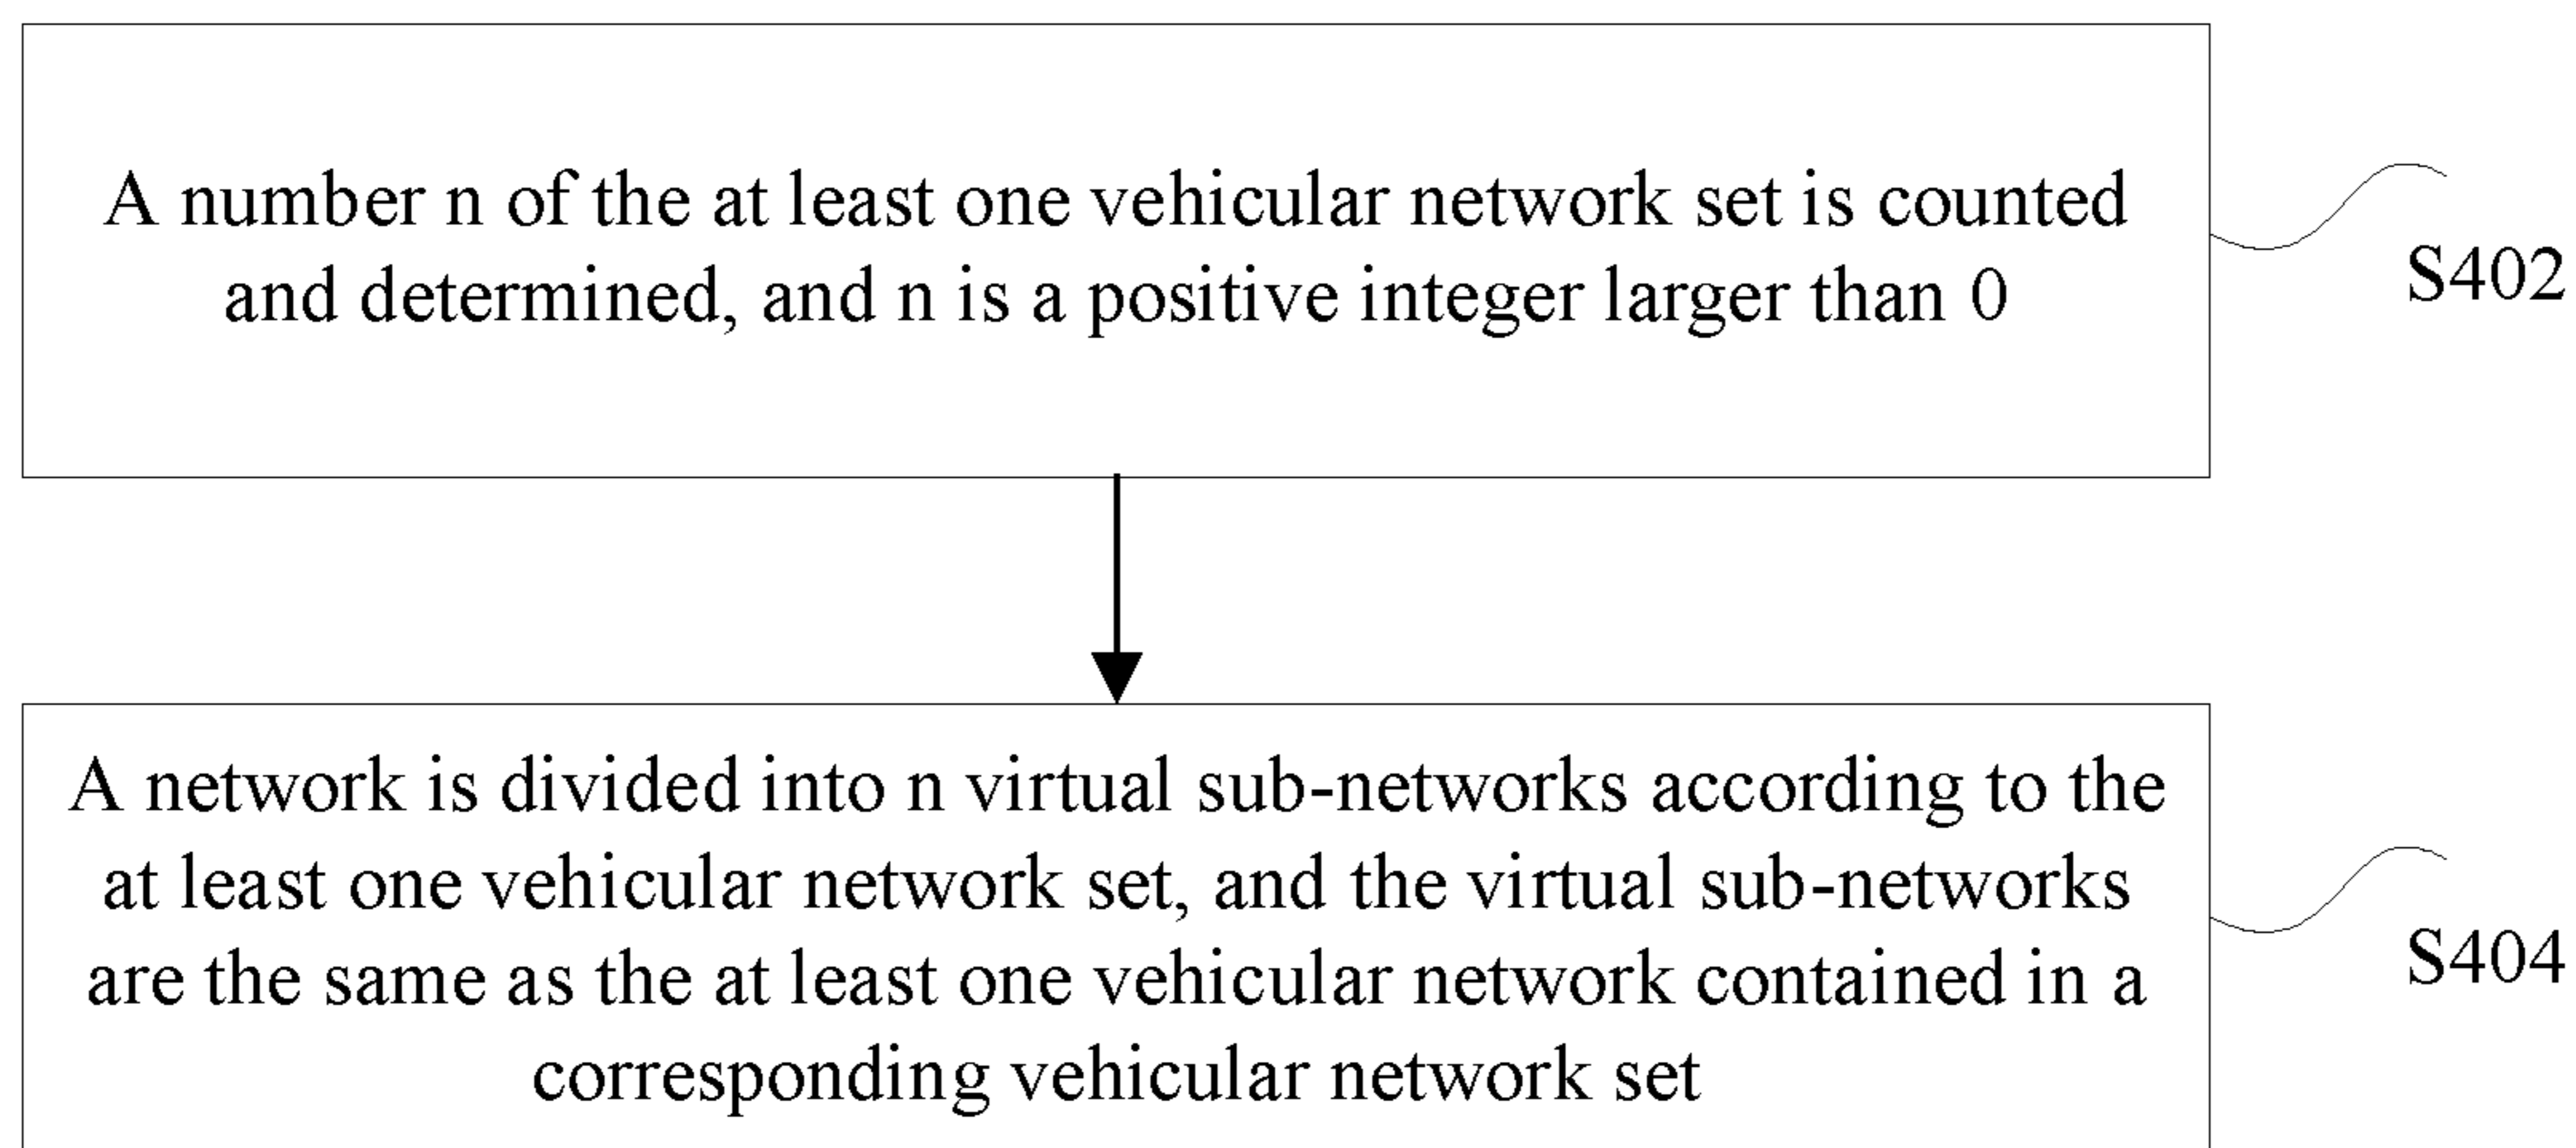 A number n of the at least one vehicular network set is counted
and determined, and n is a positive integer larger than 0
S402
A network is divided into n virtual sub-networks according to the
at least one vehicular network set, and the virtual sub-networks
are the same as the at least one vehicular network contained in a
corresponding vehicular network set
S404